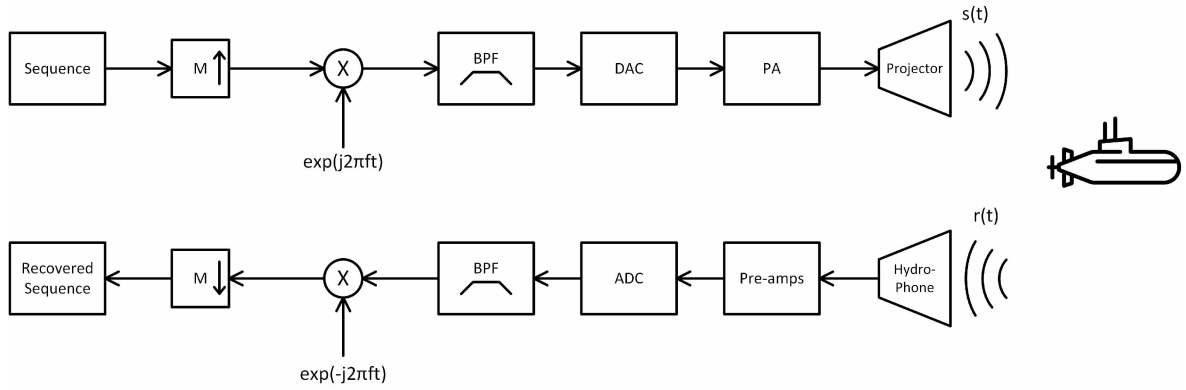 s(t)
Sequence
M
X
BPF
DAC
PA
Projector
exp(j2πft)
r(t)
Recovered
Sequence
M
X
BPF
ADC
Pre-amps
Hydro-
Phone
exp(-j2πft)